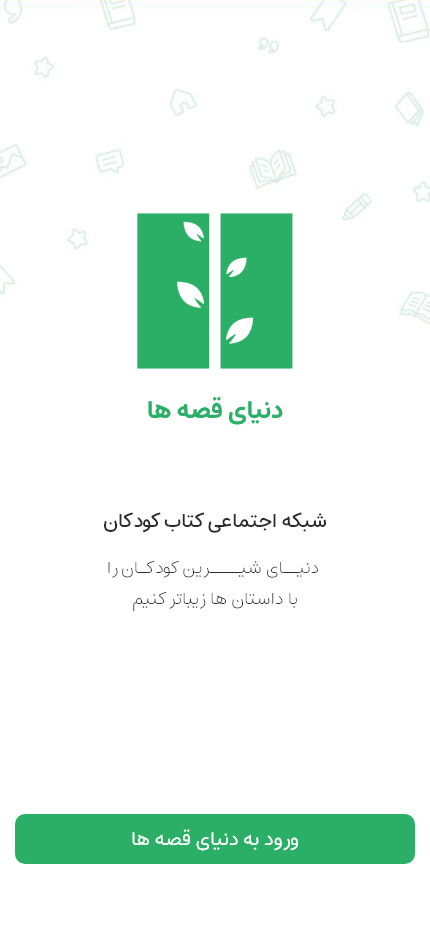 دنیای قصه ها
شبکه اجتماعی کتاب کودکان
دنیـــای شیـــــرین کودکــان را
با داستان ها زیباتر کنیم
ورود به دنیای قصه ها